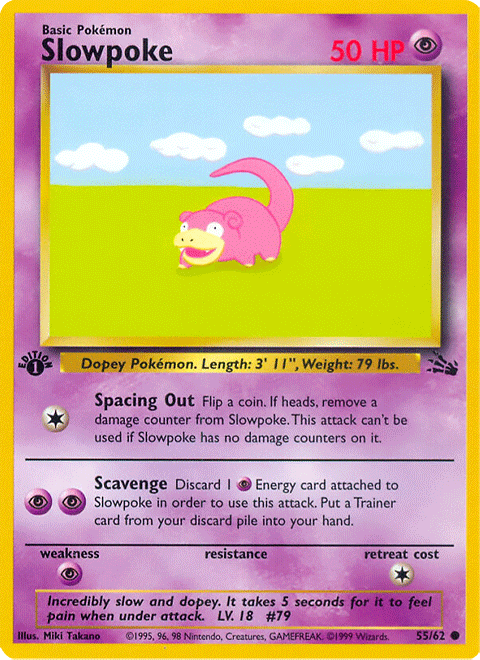 Basic Pokémon
Slowpoke
50 HP
EDITION
1
Dopey Pokémon. Length: 3' 11", Weight: 79 lbs.
Spacing Out Flip a coin. If heads, remove a
damage counter from Slowpoke. This attack can't be
used if Slowpoke has no damage counters on it.
Scavenge Discard 1 Energy card attached to
Slowpoke in order to use this attack. Put a Trainer
card from your discard pile into your hand.
weakness resistance retreat cost
Incredibly slow and dopey. It takes 5 seconds for it to feel
pain when under attack. LV. 18 #79
Illus. Miki Takano ©1995, 96, 98 Nintendo, Creatures, GAMEFREAK. ©1999 Wizards. 55/62